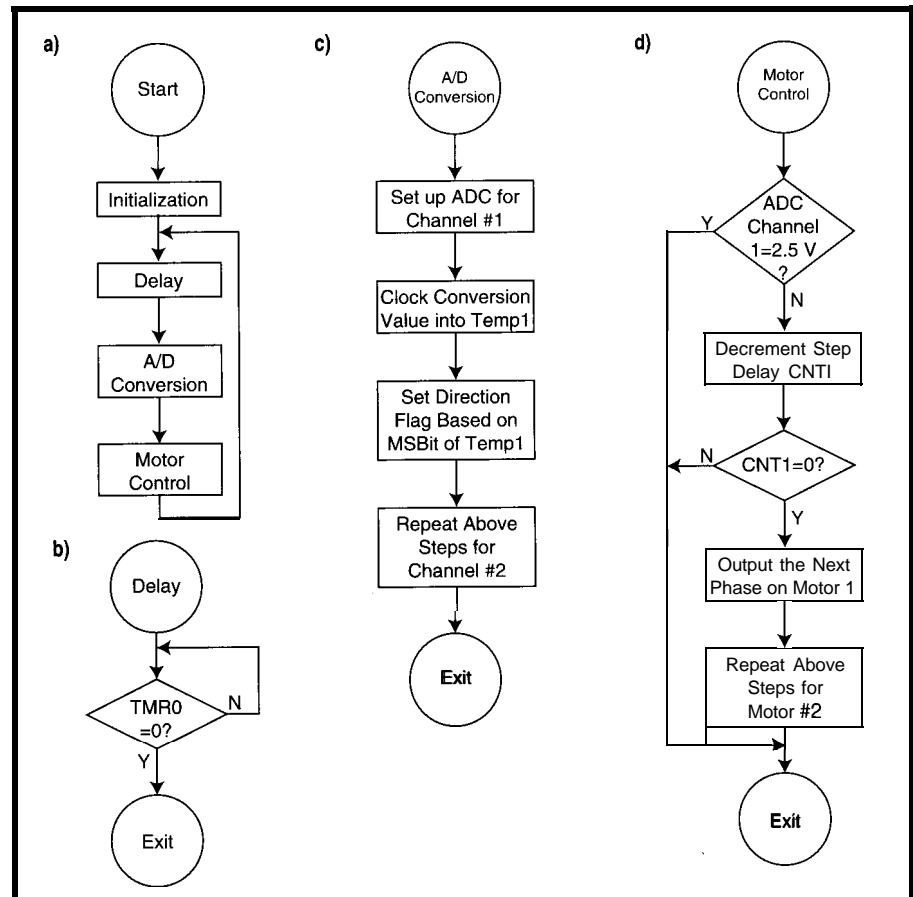 a)
Start
Initialization
Delay
A/D
Conversion
Motor
Control
b)
Delay
TMR0
=0?
N
Y
Exit
c)
A/D
Conversion
Set up ADC for
Channel #1
Clock Conversion
Value into Temp1
Set Direction
Flag Based on
MSBit of Temp1
Repeat Above
Steps for
Channel #2
Exit
d)
Motor
Control
ADC
Channel
1=2.5 V
?
Y
N
Decrement Step
Delay CNTI
CNT1=0?
N
Y
Output the Next
Phase on Motor 1
Repeat Above
Steps for
Motor #2
Exit